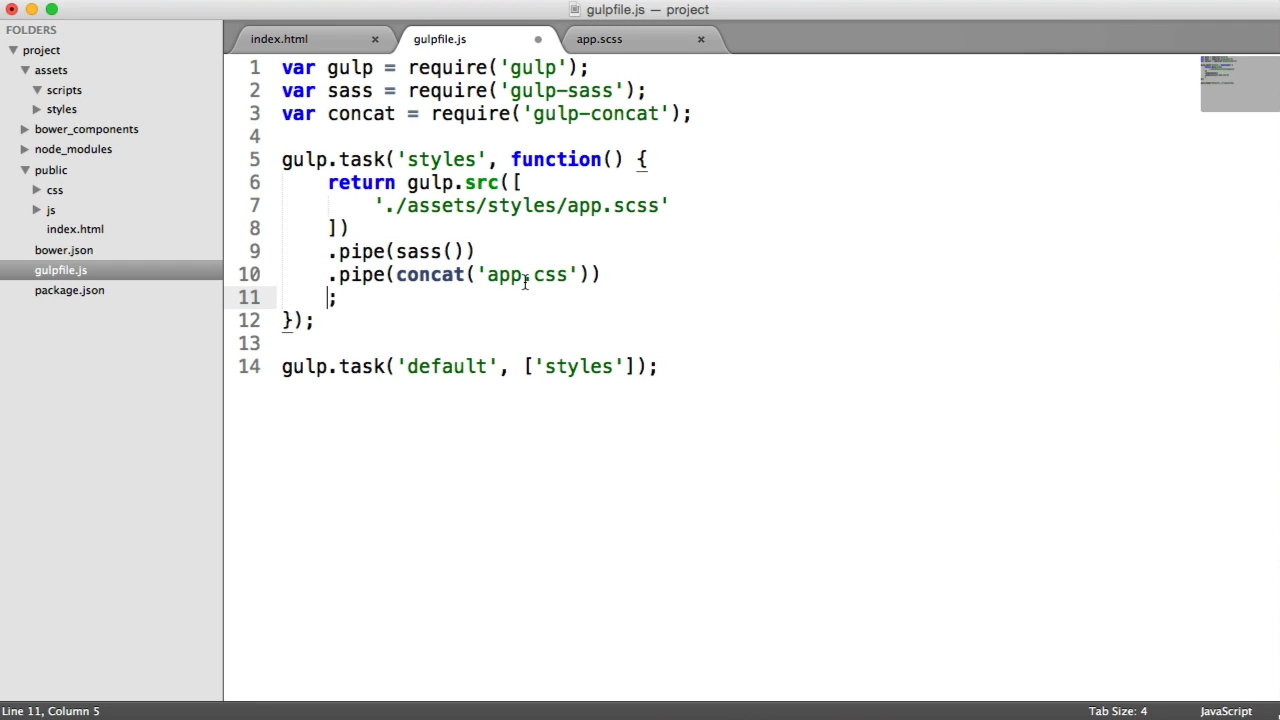 gulpfile.js — project
FOLDERS
project
assets
scripts
styles
bower_components
node_modules
public
css
js
index.html
bower.json
gulpfile.js
package.json
index.html
gulpfile.js
app.scss
1 var gulp = require('gulp');
2 var sass = require('gulp-sass');
3 var concat = require('gulp-concat');
4
5 gulp.task('styles', function() {
6 return gulp.src([
7 './assets/styles/app.scss'
8 ])
9 .pipe(sass())
10 .pipe(concat('app.css'))
11 ;
12 });
13
14 gulp.task('default', ['styles']);
Line 11, Column 5
Tab Size: 4
JavaScript